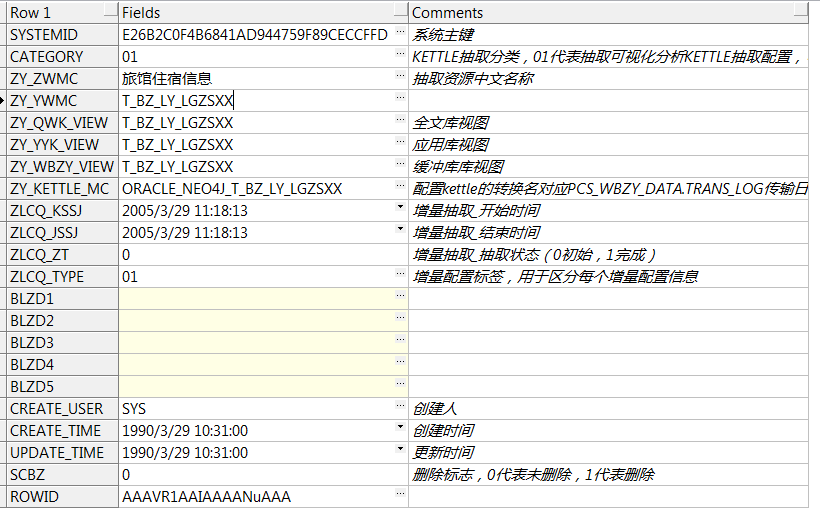 Row 1 Fields Comments
SYSTEMID E26B2C0F4B6841AD944759F89CECCFFD ... 系统主键
CATEGORY 01 ... KETTLE抽取分类，01代表抽取可视化分析KETTLE抽取配置，
ZY_ZWMC 旅馆住宿信息 ... 抽取资源中文名称
ZY_YWMC T_BZ_LY_LGZSXX ...
ZY_QWK_VIEW T_BZ_LY_LGZSXX ... 全文库视图
ZY_YYK_VIEW T_BZ_LY_LGZSXX ... 应用库视图
ZY_WBZY_VIEW T_BZ_LY_LGZSXX ... 缓冲库库视图
ZY_KETTLE_MC ORACLE_NEO4J_T_BZ_LY_LGZSXX ... 配置kettle的转换名对应PCS_WBZY_DATA.TRANS_LOG传输日
ZLCQ_KSSJ 2005/3/29 11:18:13 增量抽取_开始时间
ZLCQ_JSSJ 2005/3/29 11:18:13 增量抽取_结束时间
ZLCQ_ZT 0 ... 增量抽取_抽取状态（0初始，1完成）
ZLCQ_TYPE 01 ... 增量配置标签，用于区分每个增量配置信息
BLZD1 ...
BLZD2 ...
BLZD3 ...
BLZD4 ...
BLZD5 ...
CREATE_USER SYS ... 创建人
CREATE_TIME 1990/3/29 10:31:00 创建时间
UPDATE_TIME 1990/3/29 10:31:00 更新时间
SCBZ 0 ... 删除标志，0代表未删除，1代表删除
ROWID AAAVR1AAIAAAANuAAA ...